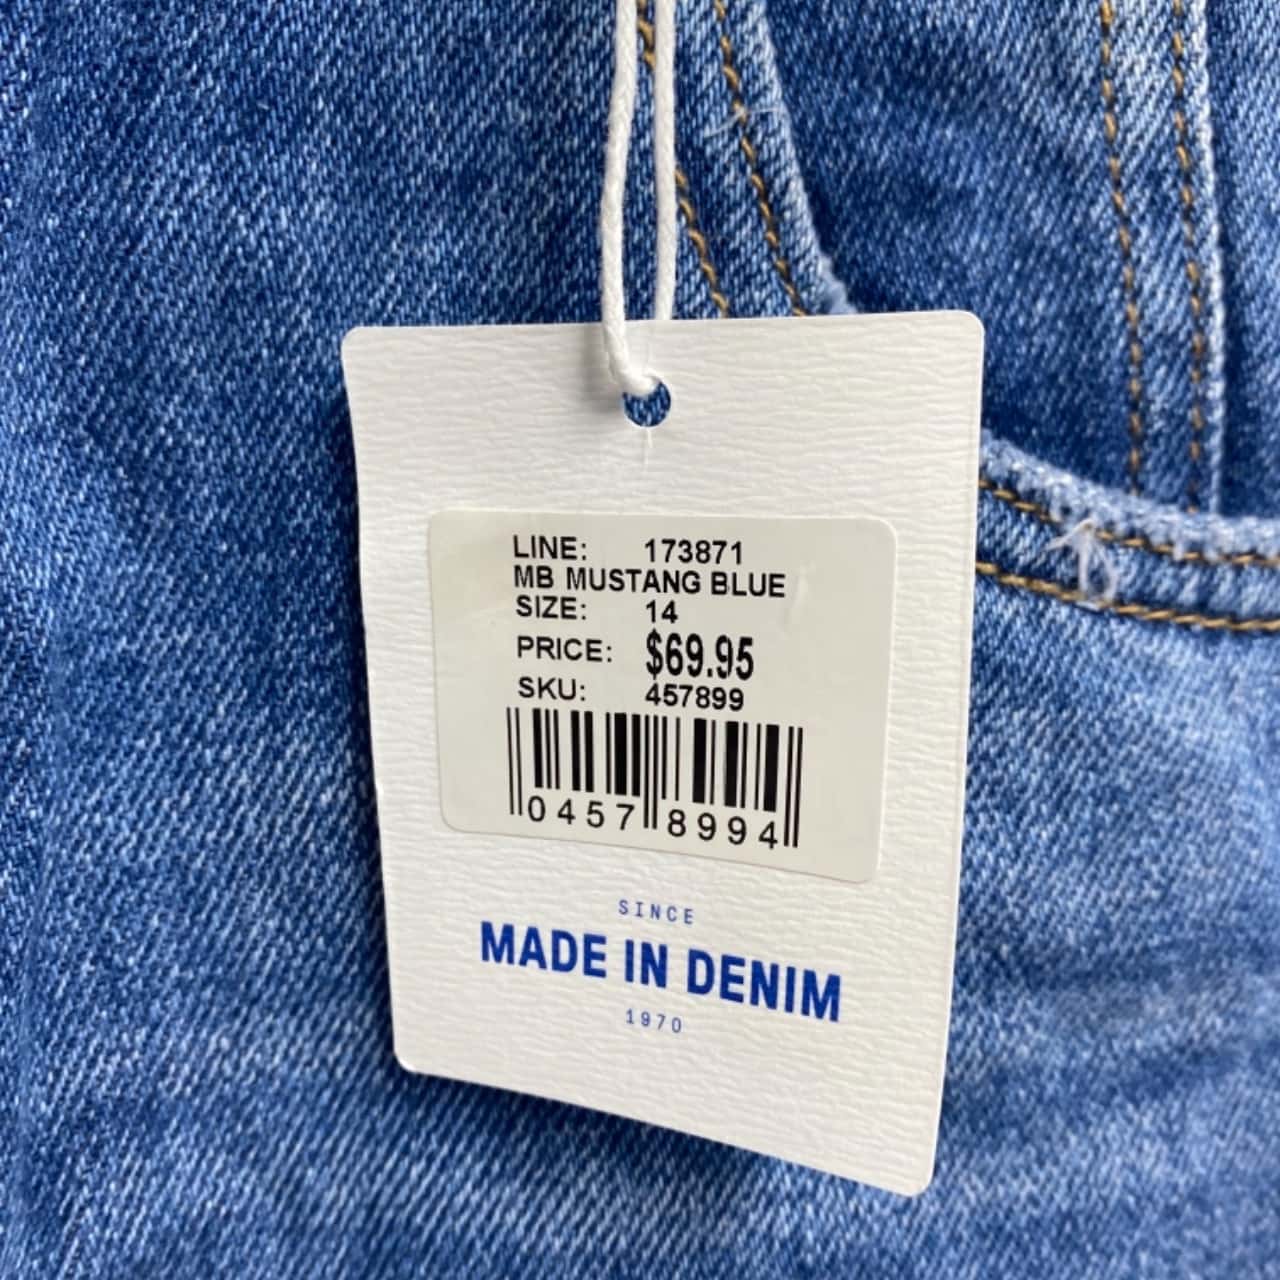 LINE: 173871
MB MUSTANG BLUE
SIZE: 14
PRICE: $69.95
SKU: 457899
0457 8994
SINCE
MADE IN DENIM
1970